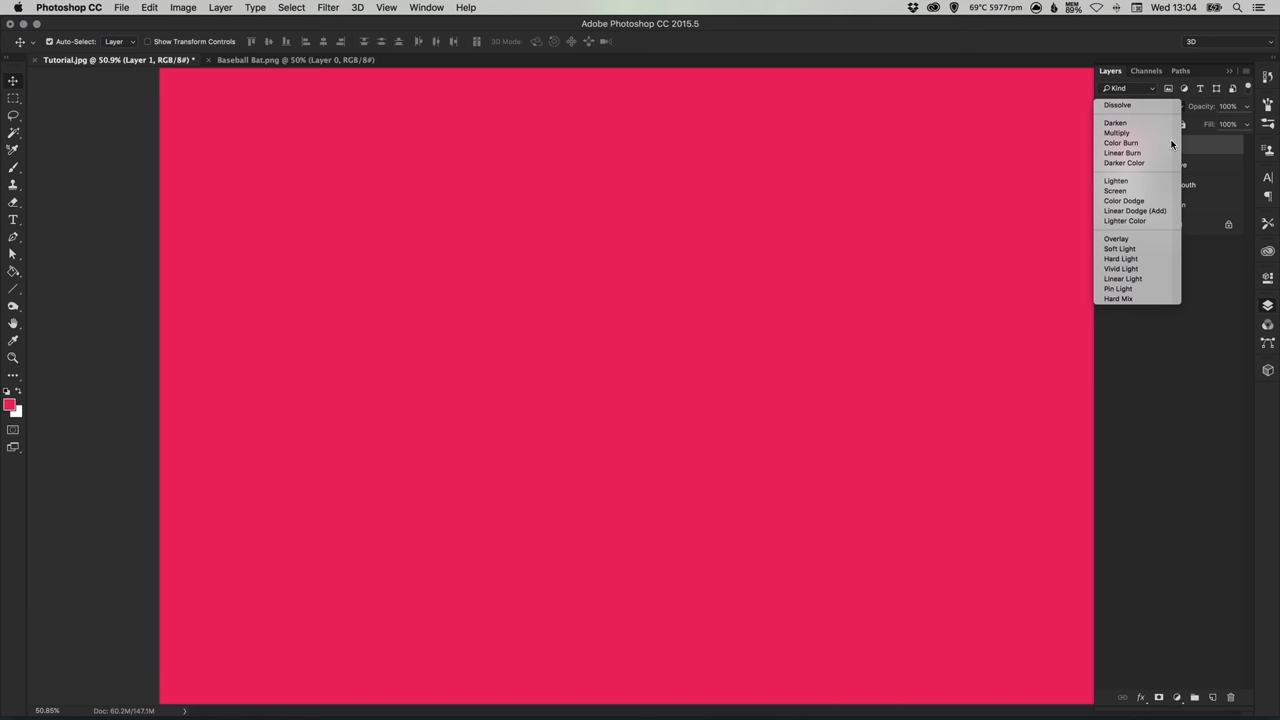 Photoshop CC File Edit Image Layer Type Select Filter 3D View Window Help 69°C 5977rpm MEM 89% Wed 13:04
Adobe Photoshop CC 2015.5
Auto-Select: Layer Show Transform Controls 3D Mode: 3D
Tutorial.jpg @ 50.9% (Layer 1, RGB/8#) * Baseball Bat.png @ 50% (Layer 0, RGB/8#)
Layers Channels Paths
Kind
Dissolve Opacity: 100%
Darken Fill: 100%
Multiply
Color Burn
Linear Burn
Darker Color
Lighten outh
Screen
Color Dodge
Linear Dodge (Add)
Lighter Color
Overlay
Soft Light
Hard Light
Vivid Light
Linear Light
Pin Light
Hard Mix
50.85% Doc: 60.2M/147.1M